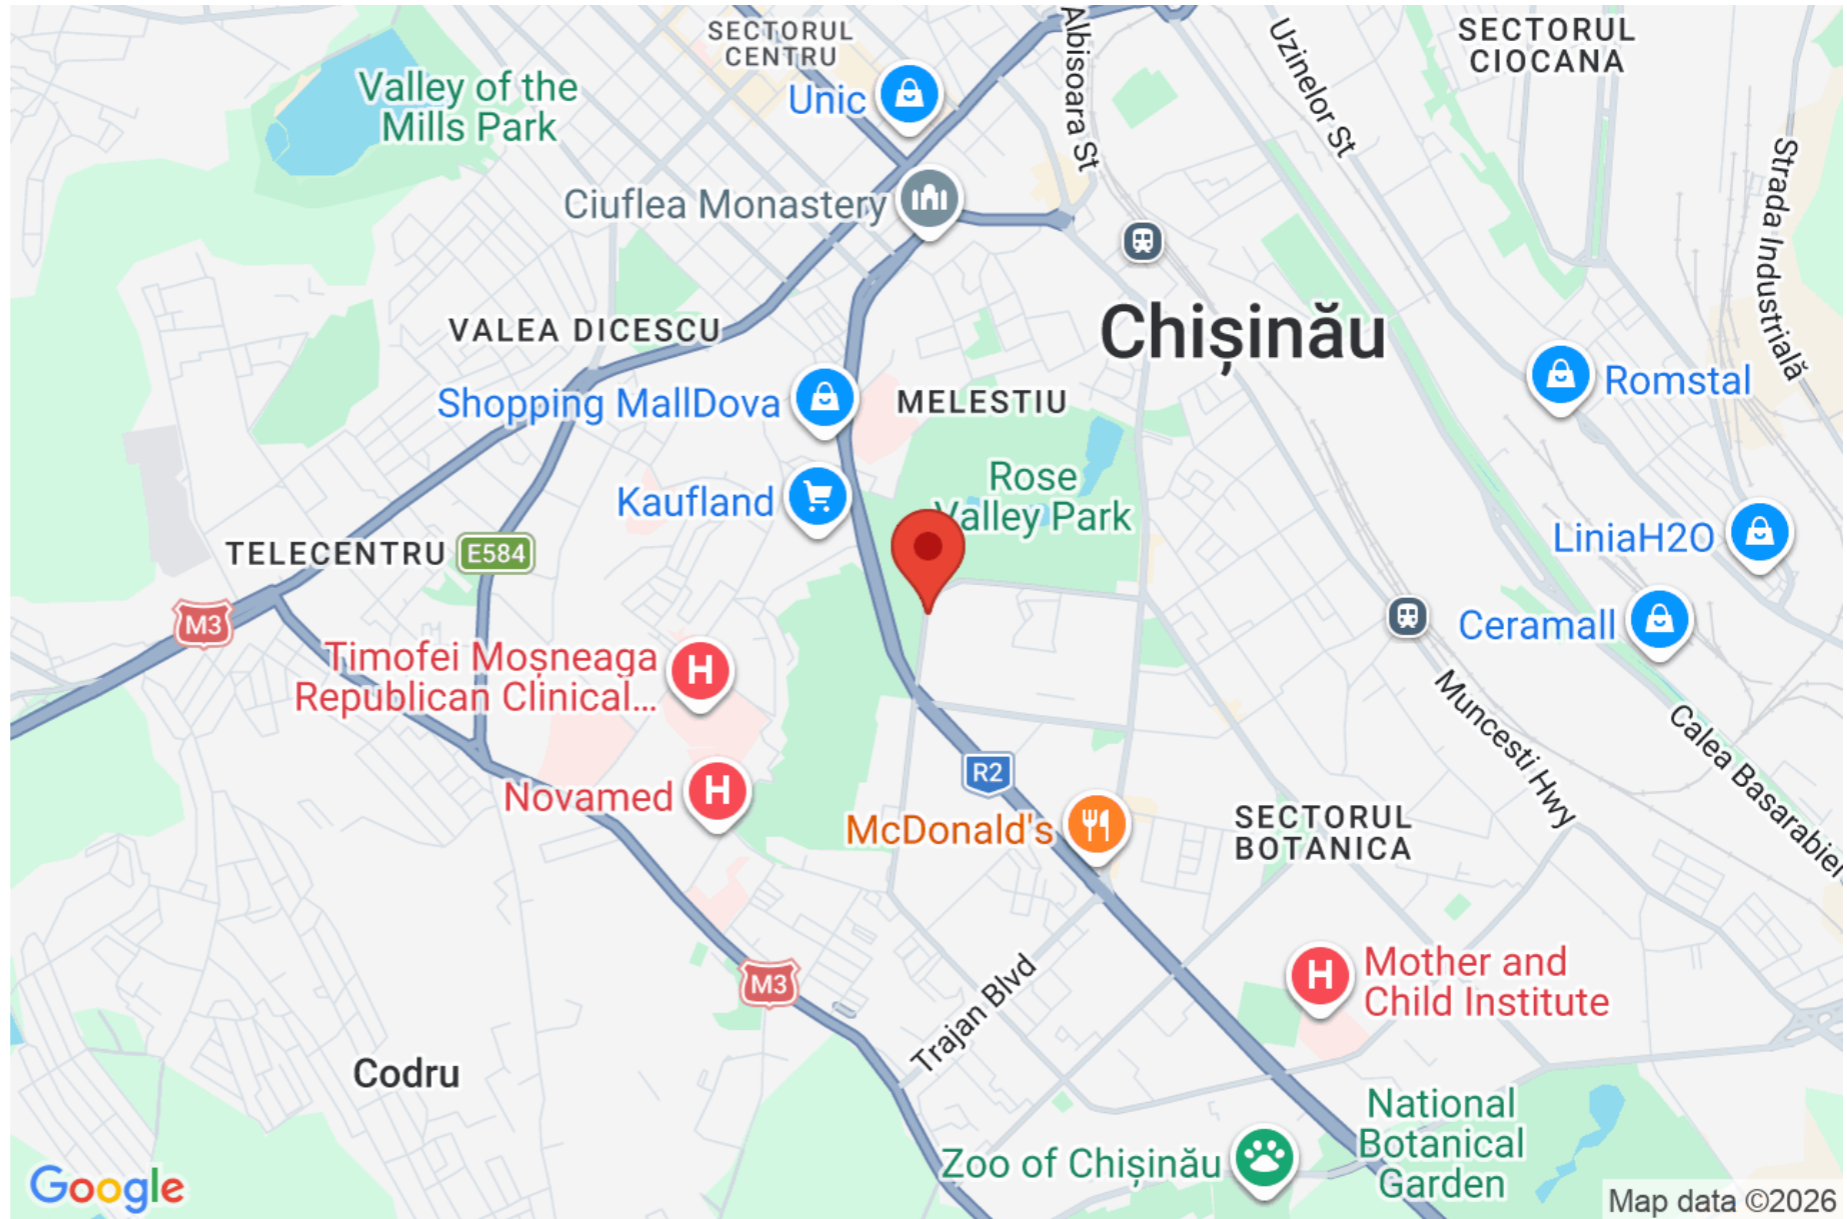 SECTORUL
CENTRU
Albisoara St
Uzinelor St
SECTORUL
CIOCANA
Valley of the
Mills Park
Unic
Strada Industrială
Ciuflea Monastery
Chișinău
VALEA DICESCU
Shopping MallDova
MELESTIU
Romstal
Rose
Valley Park
Kaufland
LiniaH2O
TELECENTRU
E584
M3
Ceramall
Timofei Moșneaga
Republican Clinical...
H
Muncesti Hwy
Calea Basarabiei
R2
Novamed
H
McDonald's
SECTORUL
BOTANICA
M3
Trajan Blvd
H
Mother and
Child Institute
Codru
National
Botanical
Garden
Zoo of Chișinău
Google
Map data ©2026